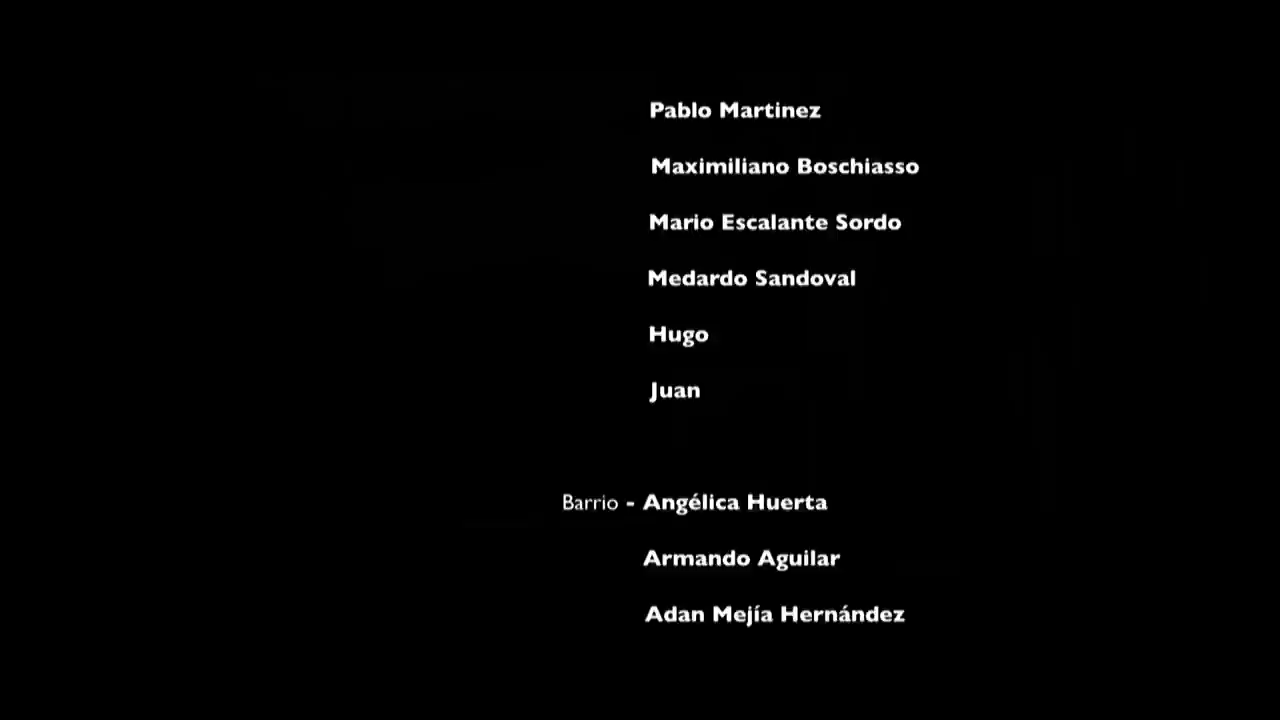 Pablo Martinez
Maximiliano Boschiasso
Mario Escalante Sordo
Medardo Sandoval
Hugo
Juan
Barrio - Angélica Huerta
Armando Aguilar
Adan Mejía Hernández